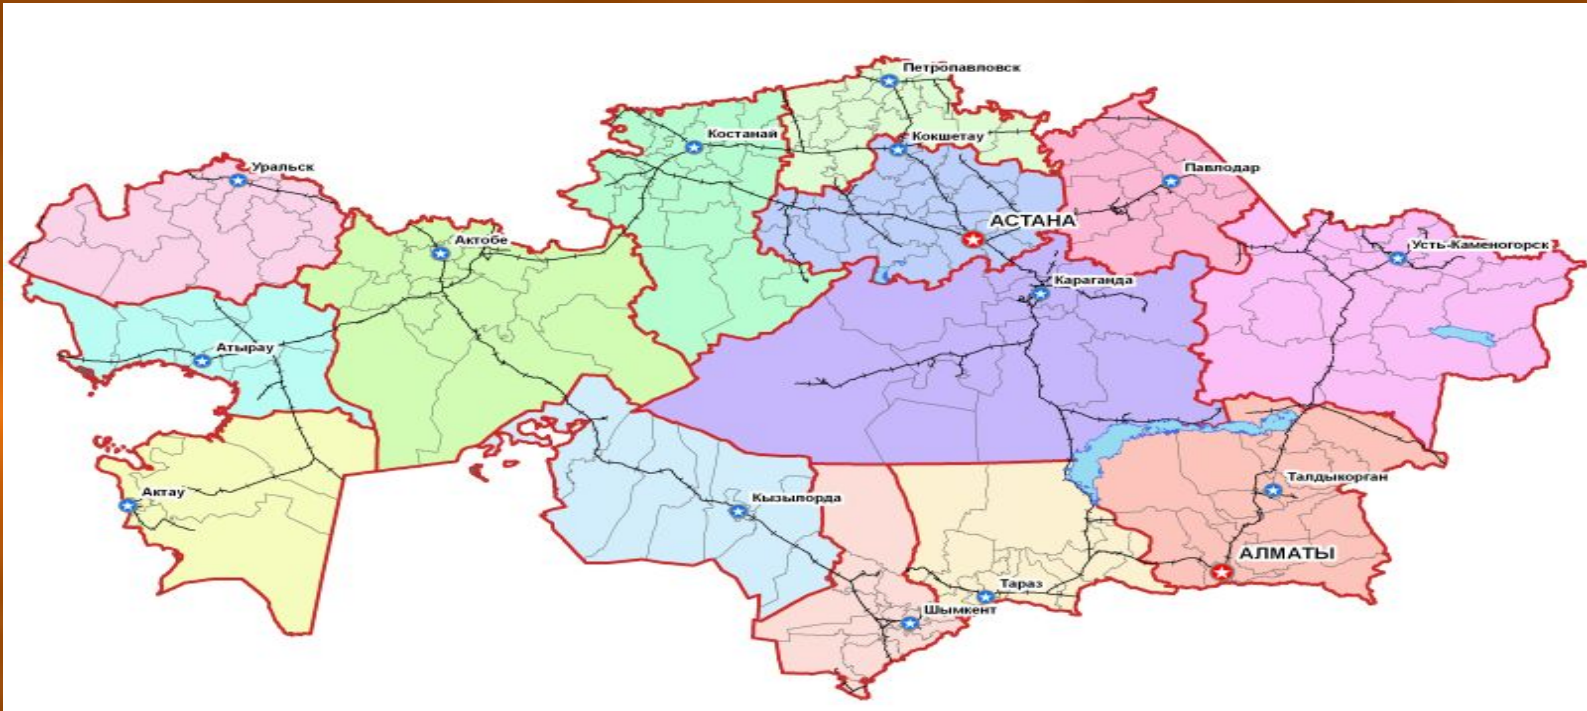 Петропавловск
Костанай
Кокшетау
Уральск
Павлодар
АСТАНА
Актобе
Усть-Каменогорск
Караганда
Атырау
Талдыкорган
Актау
Кызылорда
АЛМАТЫ
Тараз
Шымкент